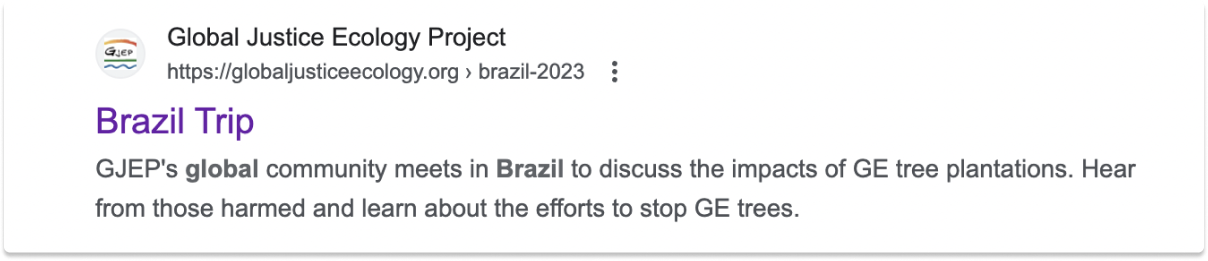 Global Justice Ecology Project
GJEP
https://globaljusticeecology.org › brazil-2023
Brazil Trip
GJEP's global community meets in Brazil to discuss the impacts of GE tree plantations. Hear
from those harmed and learn about the efforts to stop GE trees.